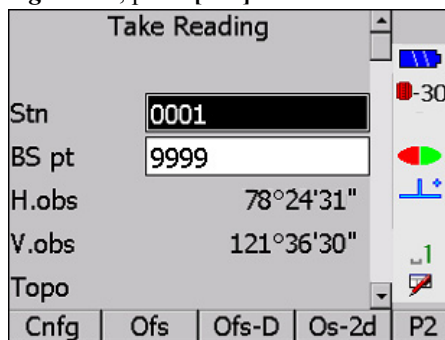 Take Reading
-30
Stn 0001
BS pt 9999
H.obs 78°24'31"
V.obs 121°36'30"
1
Topo
Cnfg Ofs Ofs-D Os-2d P2